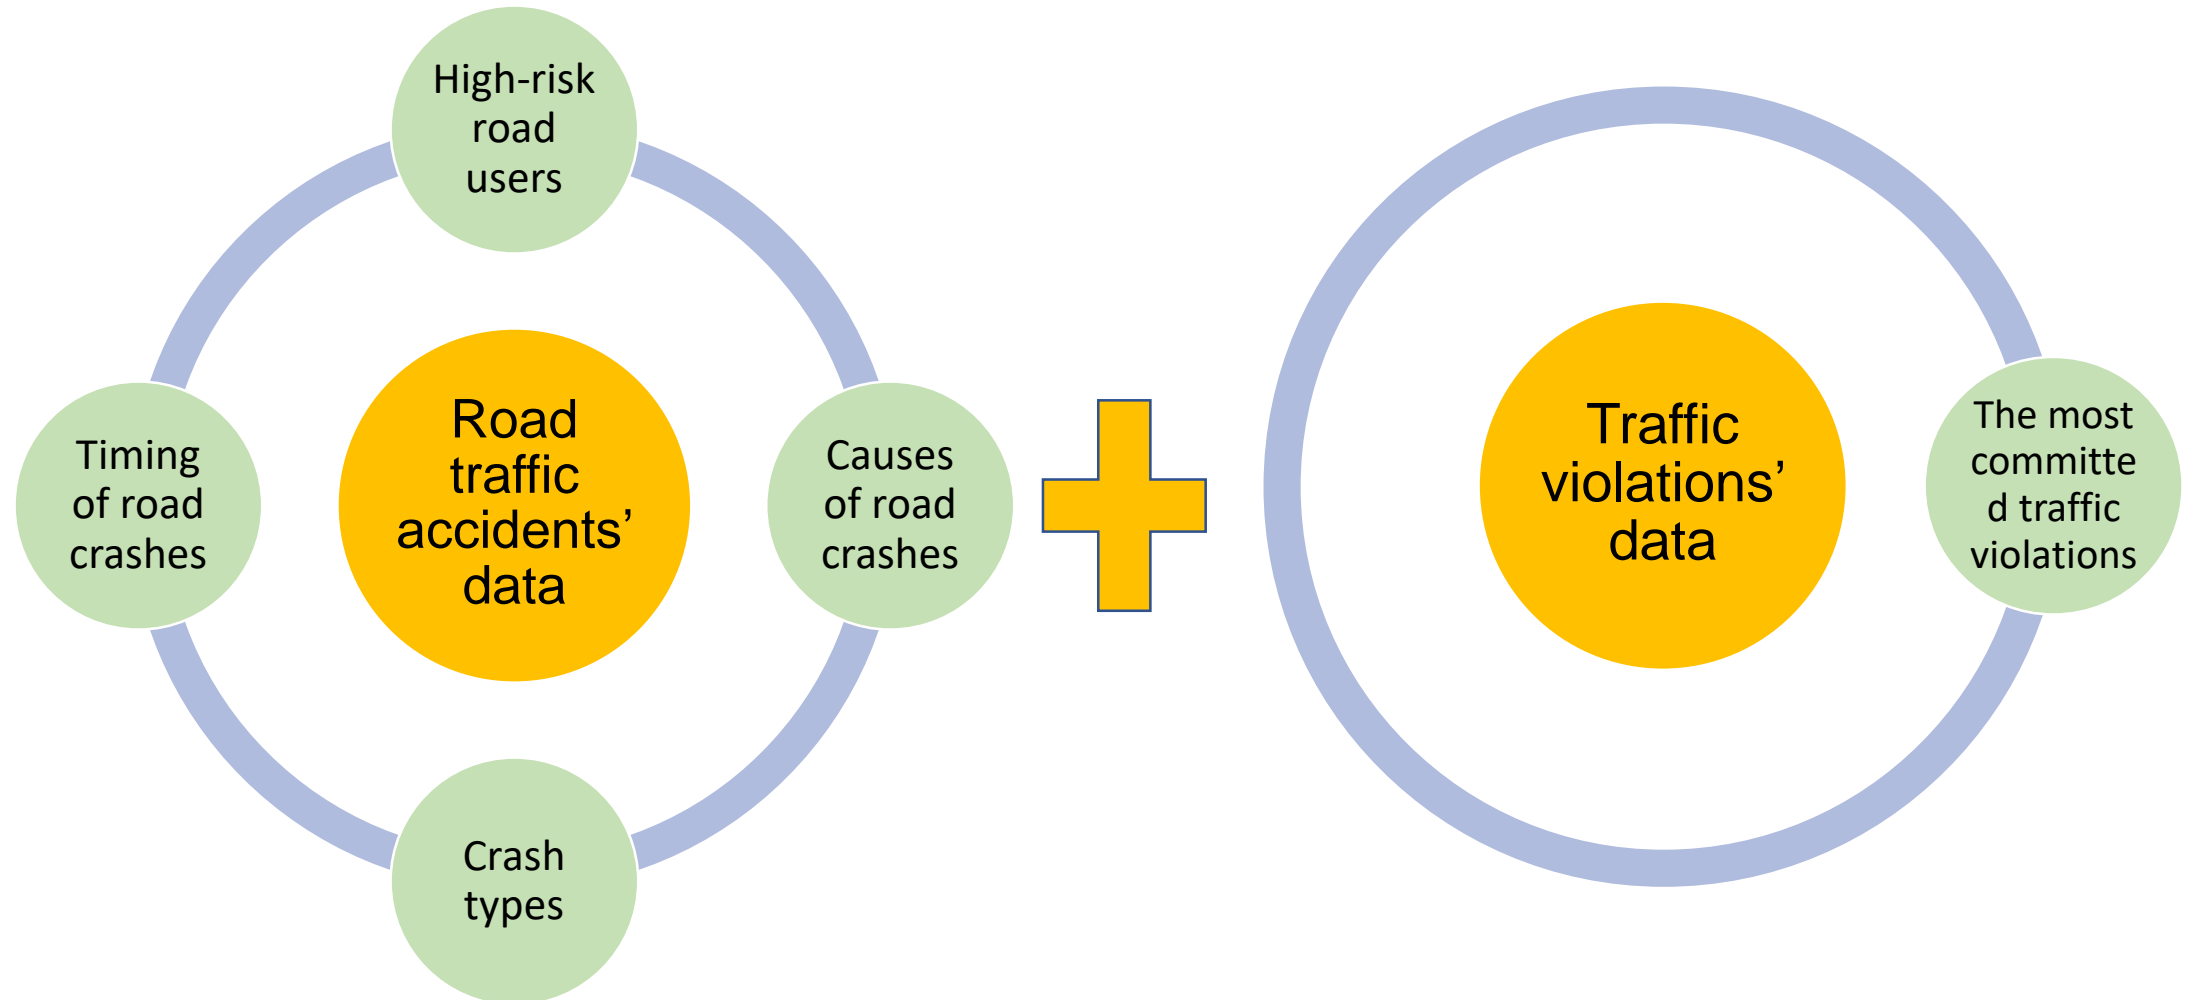 High-risk
road
users
Timing
of road
crashes
Road
traffic
accidents’
data
Causes
of road
crashes
Crash
types
Traffic
violations’
data
The most
committe
d traffic
violations